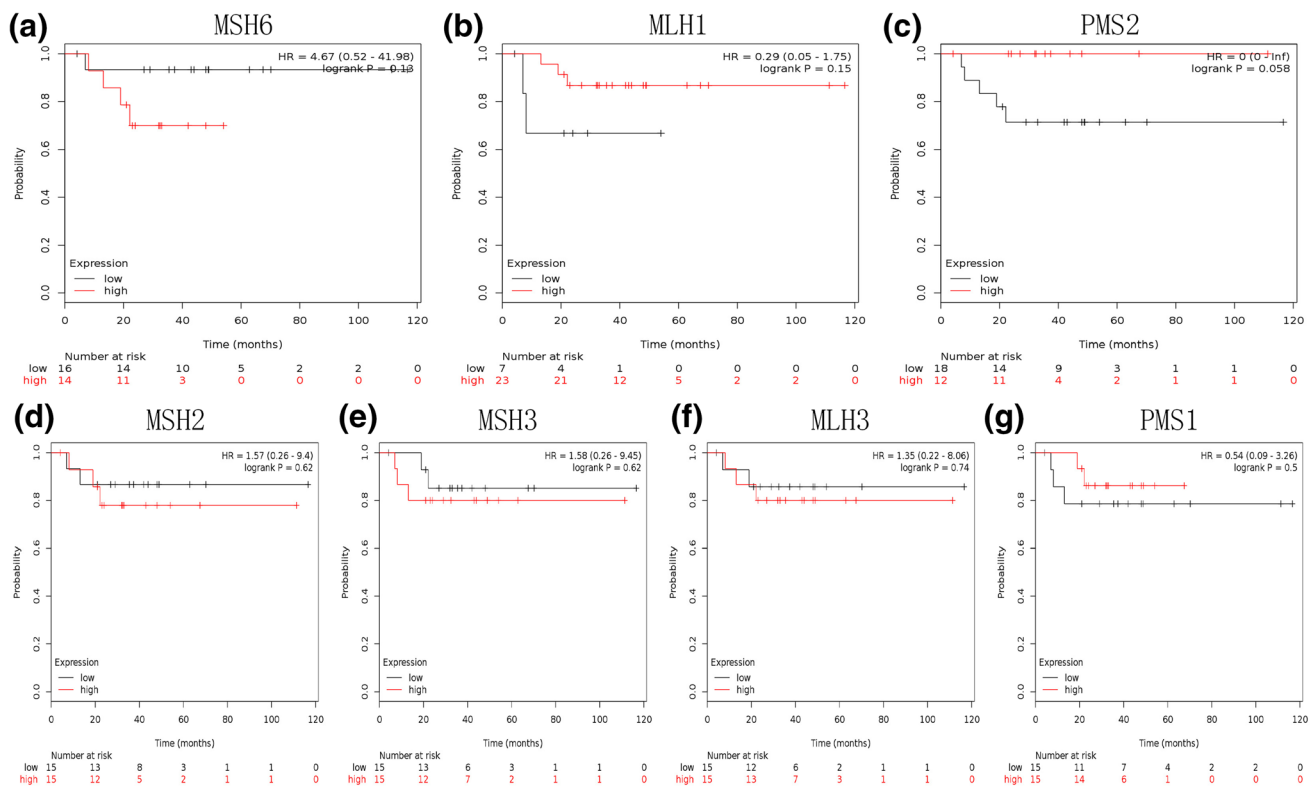 (a) MSH6
HR = 4.67 (0.52 - 41.98)
logrank P = 0.13
Probability
1.0
0.8
0.6
0.4
0.2
0.0
Expression
low
high
0 20 40 60 80 100 120
Time (months)
Number at risk
low 16 14 10 5 2 2 0
high 14 11 3 0 0 0 0
(b) MLH1
HR = 0.29 (0.05 - 1.75)
logrank P = 0.15
Probability
1.0
0.8
0.6
0.4
0.2
0.0
Expression
low
high
0 20 40 60 80 100 120
Time (months)
Number at risk
low 7 4 1 0 0 0 0
high 23 21 12 5 2 2 0
(c) PMS2
HR = 0 (0 - Inf)
logrank P = 0.058
Probability
1.0
0.8
0.6
0.4
0.2
0.0
Expression
low
high
0 20 40 60 80 100 120
Time (months)
Number at risk
low 18 14 9 3 1 1 0
high 12 11 4 2 1 1 0
(d) MSH2
HR = 1.57 (0.26 - 9.4)
logrank P = 0.62
Probability
1.0
0.8
0.6
0.4
0.2
0.0
Expression
low
high
0 20 40 60 80 100 120
Time (months)
Number at risk
low 15 13 8 3 1 1 0
high 15 12 5 2 1 1 0
(e) MSH3
HR = 1.58 (0.26 - 9.45)
logrank P = 0.62
Probability
1.0
0.8
0.6
0.4
0.2
0.0
Expression
low
high
0 20 40 60 80 100 120
Time (months)
Number at risk
low 15 13 6 3 1 1 0
high 15 12 7 2 1 1 0
(f) MLH3
HR = 1.35 (0.22 - 8.06)
logrank P = 0.74
Probability
1.0
0.8
0.6
0.4
0.2
0.0
Expression
low
high
0 20 40 60 80 100 120
Time (months)
Number at risk
low 15 12 6 2 1 1 0
high 15 13 7 3 1 1 0
(g) PMS1
HR = 0.54 (0.09 - 3.26)
logrank P = 0.5
Probability
1.0
0.8
0.6
0.4
0.2
0.0
Expression
low
high
0 20 40 60 80 100 120
Time (months)
Number at risk
low 15 11 7 4 2 2 0
high 15 14 6 1 0 0 0